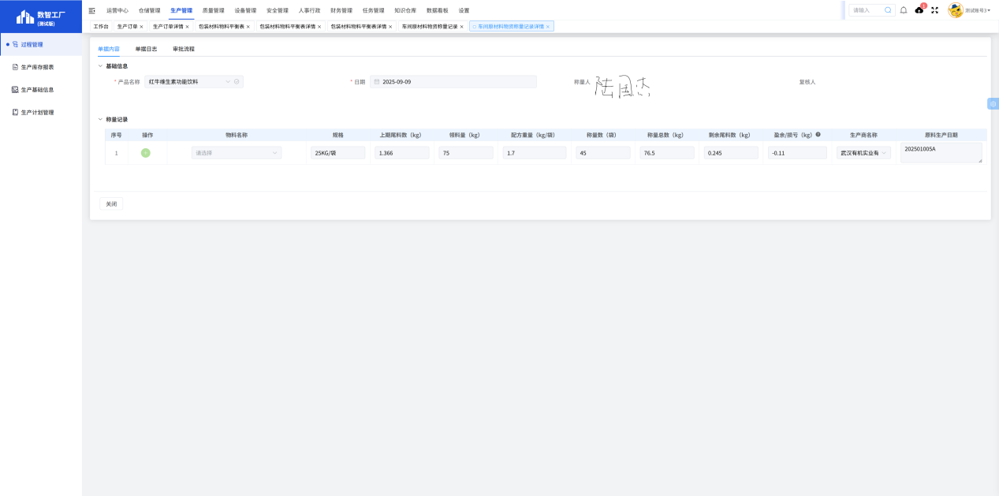 数智工厂
(测试版)
运营中心 仓储管理 生产管理 质量管理 设备管理 安全管理 人事行政 财务管理 任务管理 知识仓库 数据看板 设置
请输入
1
测试账号3
工作台 生产订单 × 生产订单详情 × 包装材料物料平衡表 × 包装材料物料平衡表详情 × 包装材料物料平衡表详情 × 车间原材料物资称量记录 × 车间原材料物资称量记录详情 ×
过程管理
生产库存报表
生产基础信息
生产计划管理
单据内容 单据日志 审批流程
基础信息
* 产品名称 红牛维生素功能饮料 * 日期 2025-09-09 称量人 陆国杰 复核人
称量记录
序号 操作 物料名称 规格 上期尾料数（kg） 领料量（kg） 配方重量（kg/袋） 称量数（袋） 称量总数（kg） 剩余尾料数（kg） 盈余/损亏（kg） 生产商名称 原料生产日期
1 请选择 25KG/袋 1.366 75 1.7 45 76.5 0.245 -0.11 武汉有机实业有 202501005A
关闭